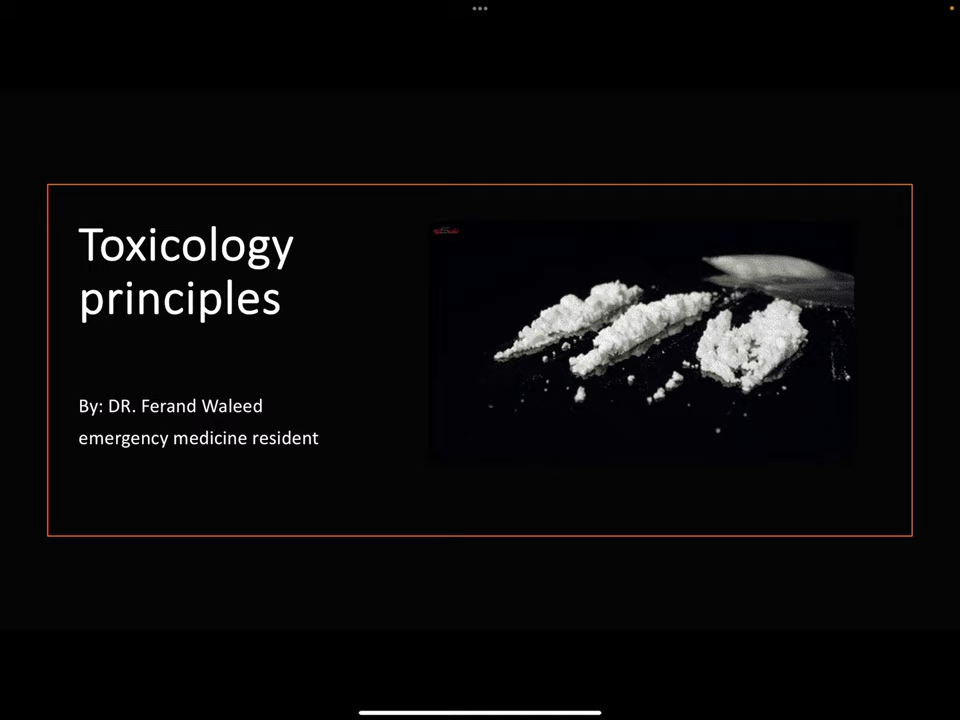 Toxicology
principles
By: DR. Ferand Waleed
emergency medicine resident